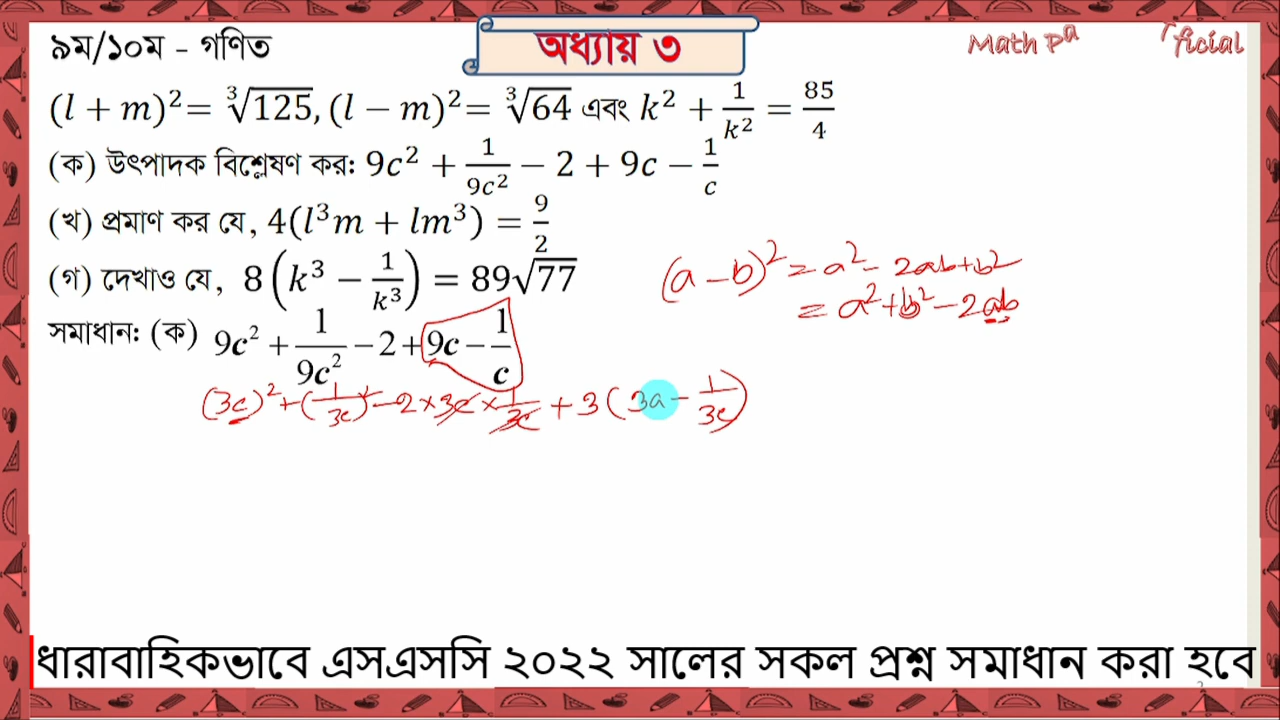 ৯ম/১০ম - গণিত
অধ্যায় ৩
Math Pa ficial
(l + m)² = ∛125, (l − m)² = ∛64 এবং k² + 1/k² = 85/4
(ক) উৎপাদক বিশ্লেষণ কর: 9c² + 1/9c² − 2 + 9c − 1/c
(খ) প্রমাণ কর যে, 4(l³m + lm³) = 9/2
(গ) দেখাও যে, 8(k³ − 1/k³) = 89√77
(a − b)² = a² − 2ab + b²
= a² + b² − 2ab
সমাধান: (ক) 9c² + 1/9c² − 2 + 9c − 1/c
(3c)² + (1/3c)² − 2 × 3c × 1/3c + 3(3a − 1/3c)
ধারাবাহিকভাবে এসএসসি ২০২২ সালের সকল প্রশ্ন সমাধান করা হবে